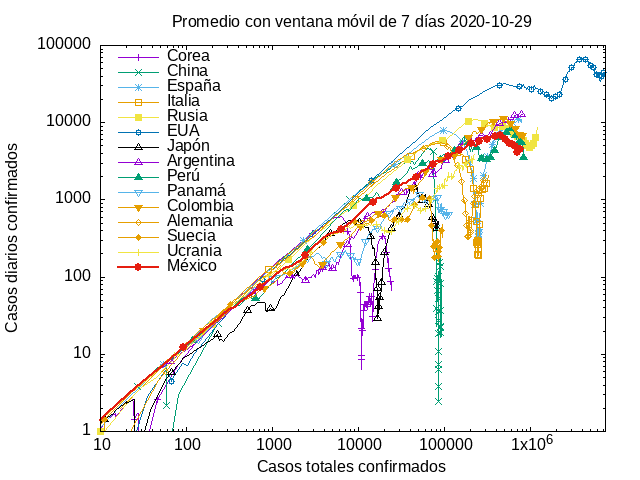 Promedio con ventana móvil de 7 días 2020-10-29
Casos diarios confirmados
100000
10000
1000
100
10
1
Corea
China
España
Italia
Rusia
EUA
Japón
Argentina
Perú
Panamá
Colombia
Alemania
Suecia
Ucrania
México
10 100 1000 10000 100000 1x10⁶
Casos totales confirmados